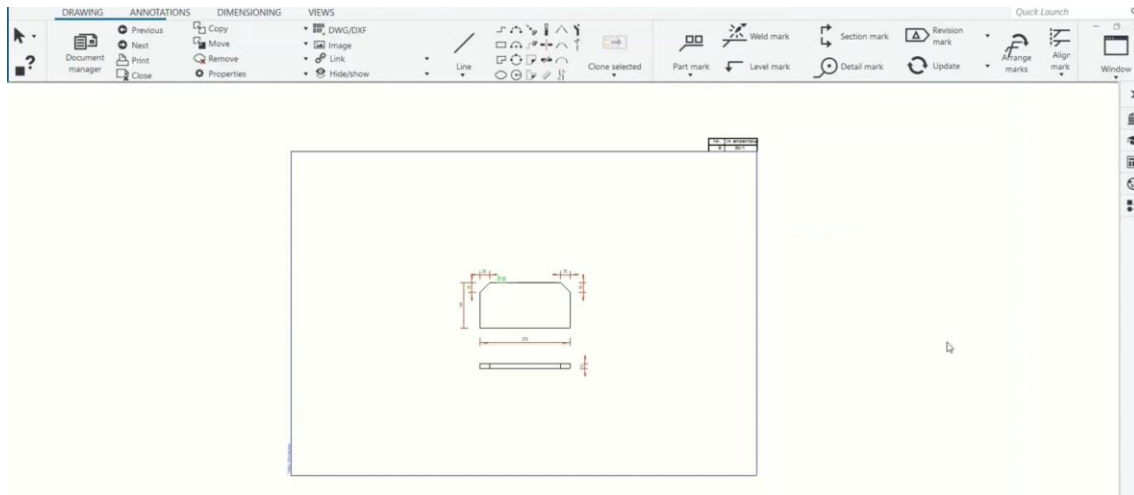 DRAWING ANNOTATIONS DIMENSIONING VIEWS Quick Launch
Document manager
Previous
Next
Print
Close
Copy
Move
Remove
Properties
DWG/DXF
Image
Link
Hide/show
Line
Clone selected
Part mark
Weld mark
Level mark
Section mark
Detail mark
Revision mark
Update
Arrange marks
Align mark
Window